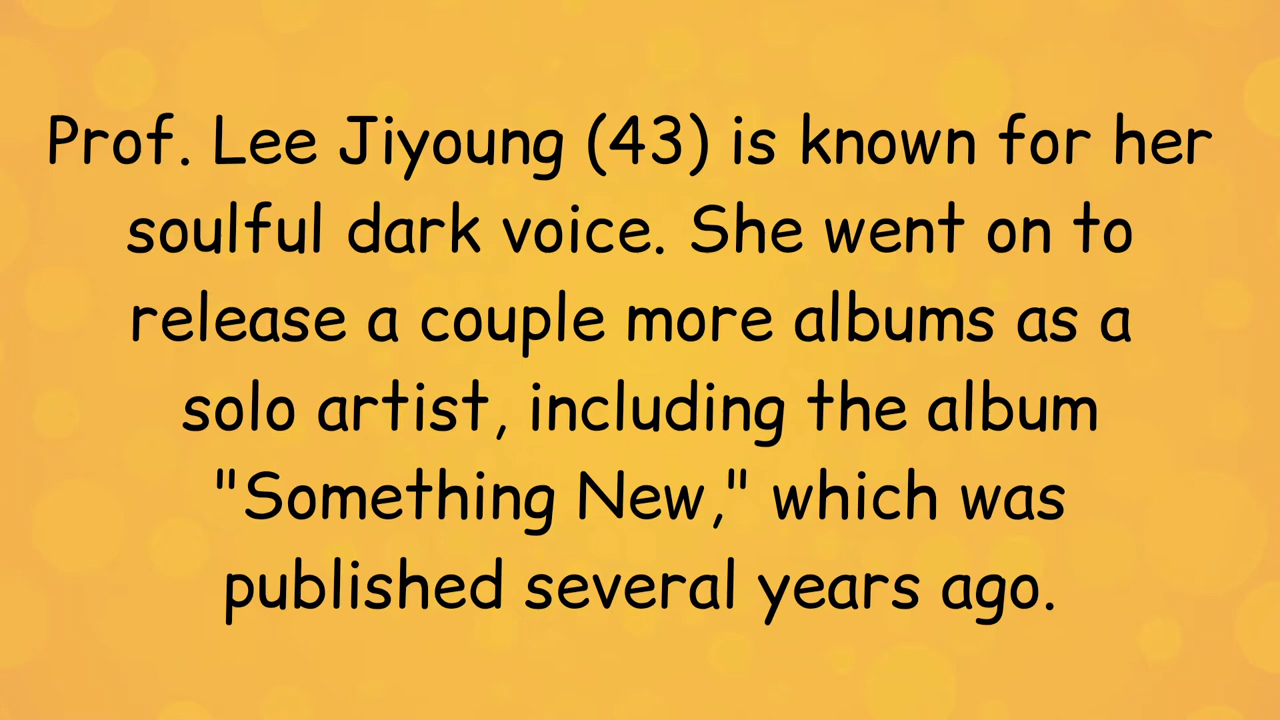 Prof. Lee Jiyoung (43) is known for her
soulful dark voice. She went on to
release a couple more albums as a
solo artist, including the album
"Something New," which was
published several years ago.